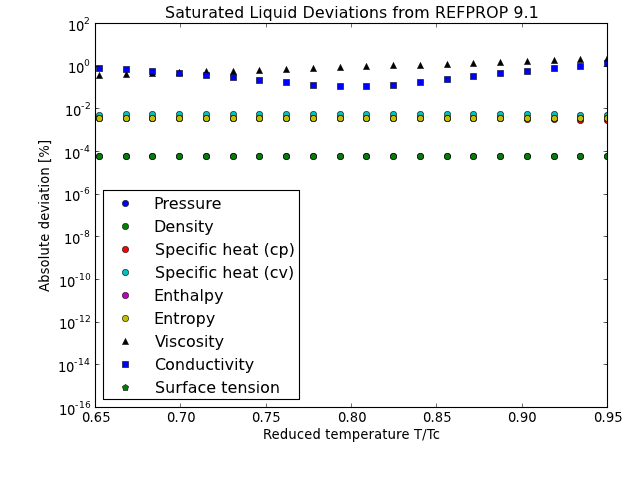 Saturated Liquid Deviations from REFPROP 9.1
10^2
10^0
10^-2
10^-4
10^-6
10^-8
10^-10
10^-12
10^-14
10^-16
Absolute deviation [%]
Pressure
Density
Specific heat (cp)
Specific heat (cv)
Enthalpy
Entropy
Viscosity
Conductivity
Surface tension
0.65 0.70 0.75 0.80 0.85 0.90 0.95
Reduced temperature T/Tc